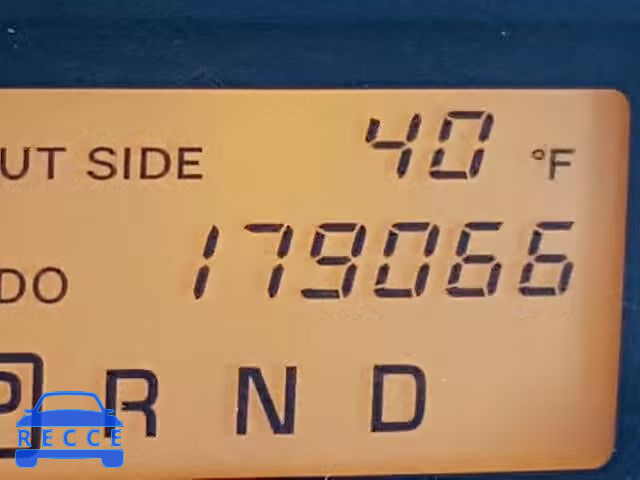 UT SIDE 40 °F
DO 179066
P R N D
RECCE